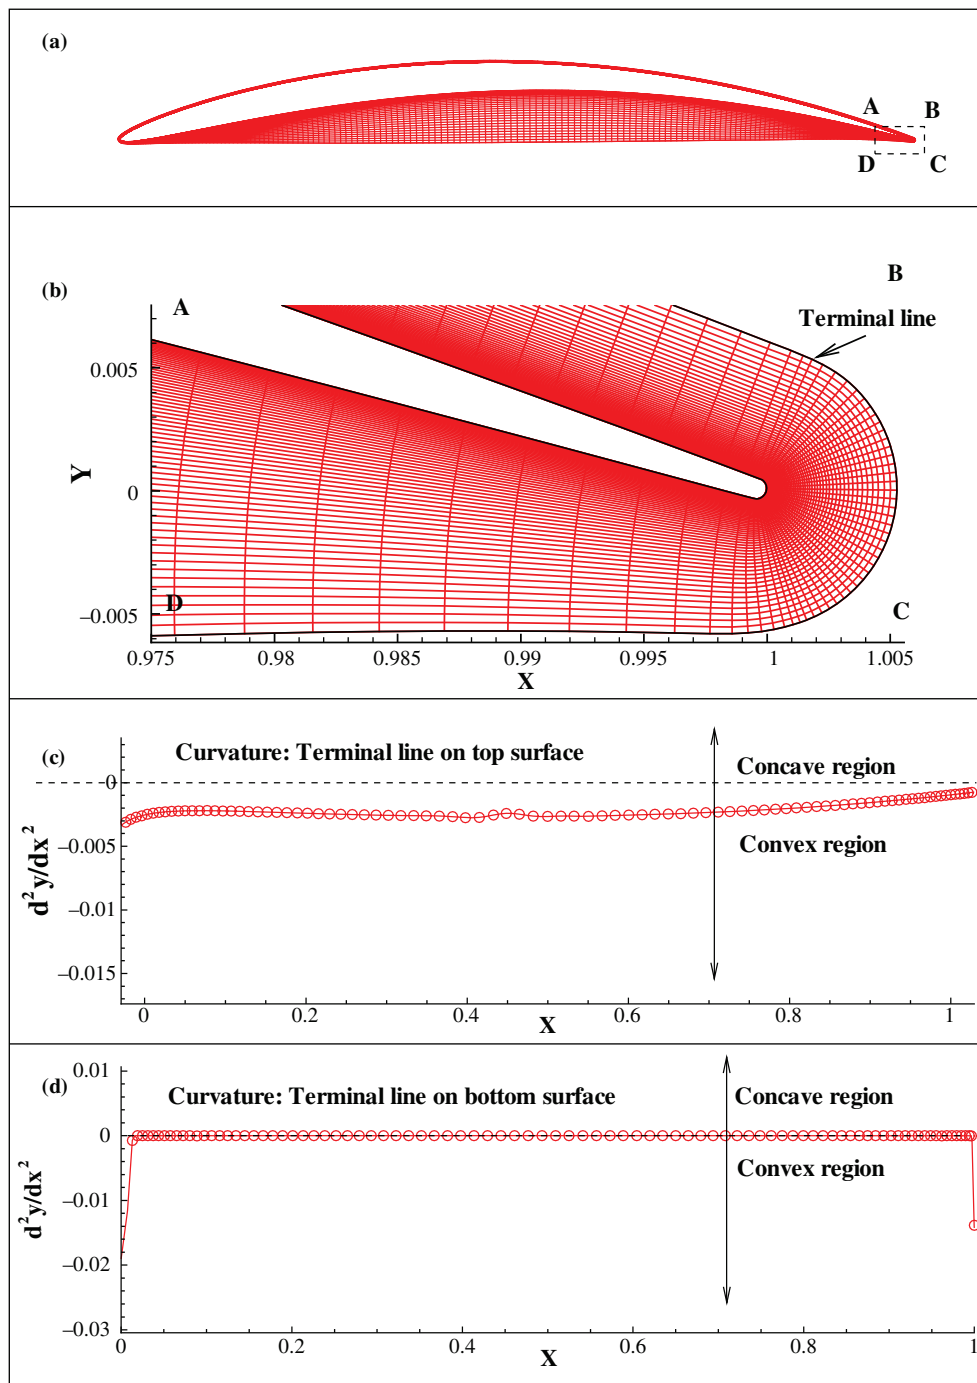 (a)
A
B
D
C
(b)
A
B
Terminal line
0.005
0
−0.005
Y
D
C
0.975
0.98
0.985
0.99
0.995
1
1.005
X
(c)
Curvature: Terminal line on top surface
Concave region
Convex region
0
−0.005
−0.01
−0.015
d²y/dx²
0
0.2
0.4
0.6
0.8
1
X
(d)
Curvature: Terminal line on bottom surface
Concave region
Convex region
0.01
0
−0.01
−0.02
−0.03
d²y/dx²
0
0.2
0.4
0.6
0.8
1
X